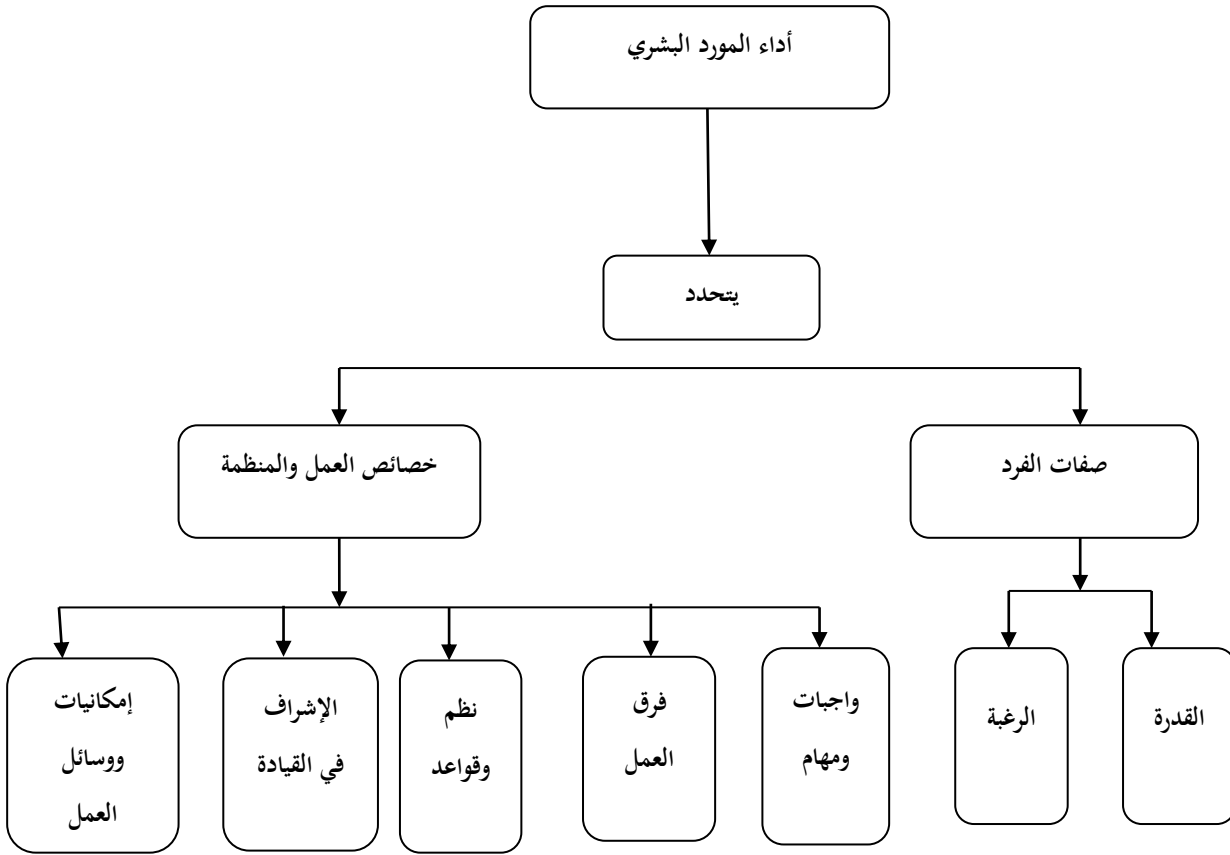 أداء المورد البشري
يتحدد
صفات الفرد
خصائص العمل والمنظمة
القدرة
الرغبة
واجبات
ومهام
فرق
العمل
نظم
وقواعد
الإشراف
في القيادة
إمكانيات
ووسائل
العمل